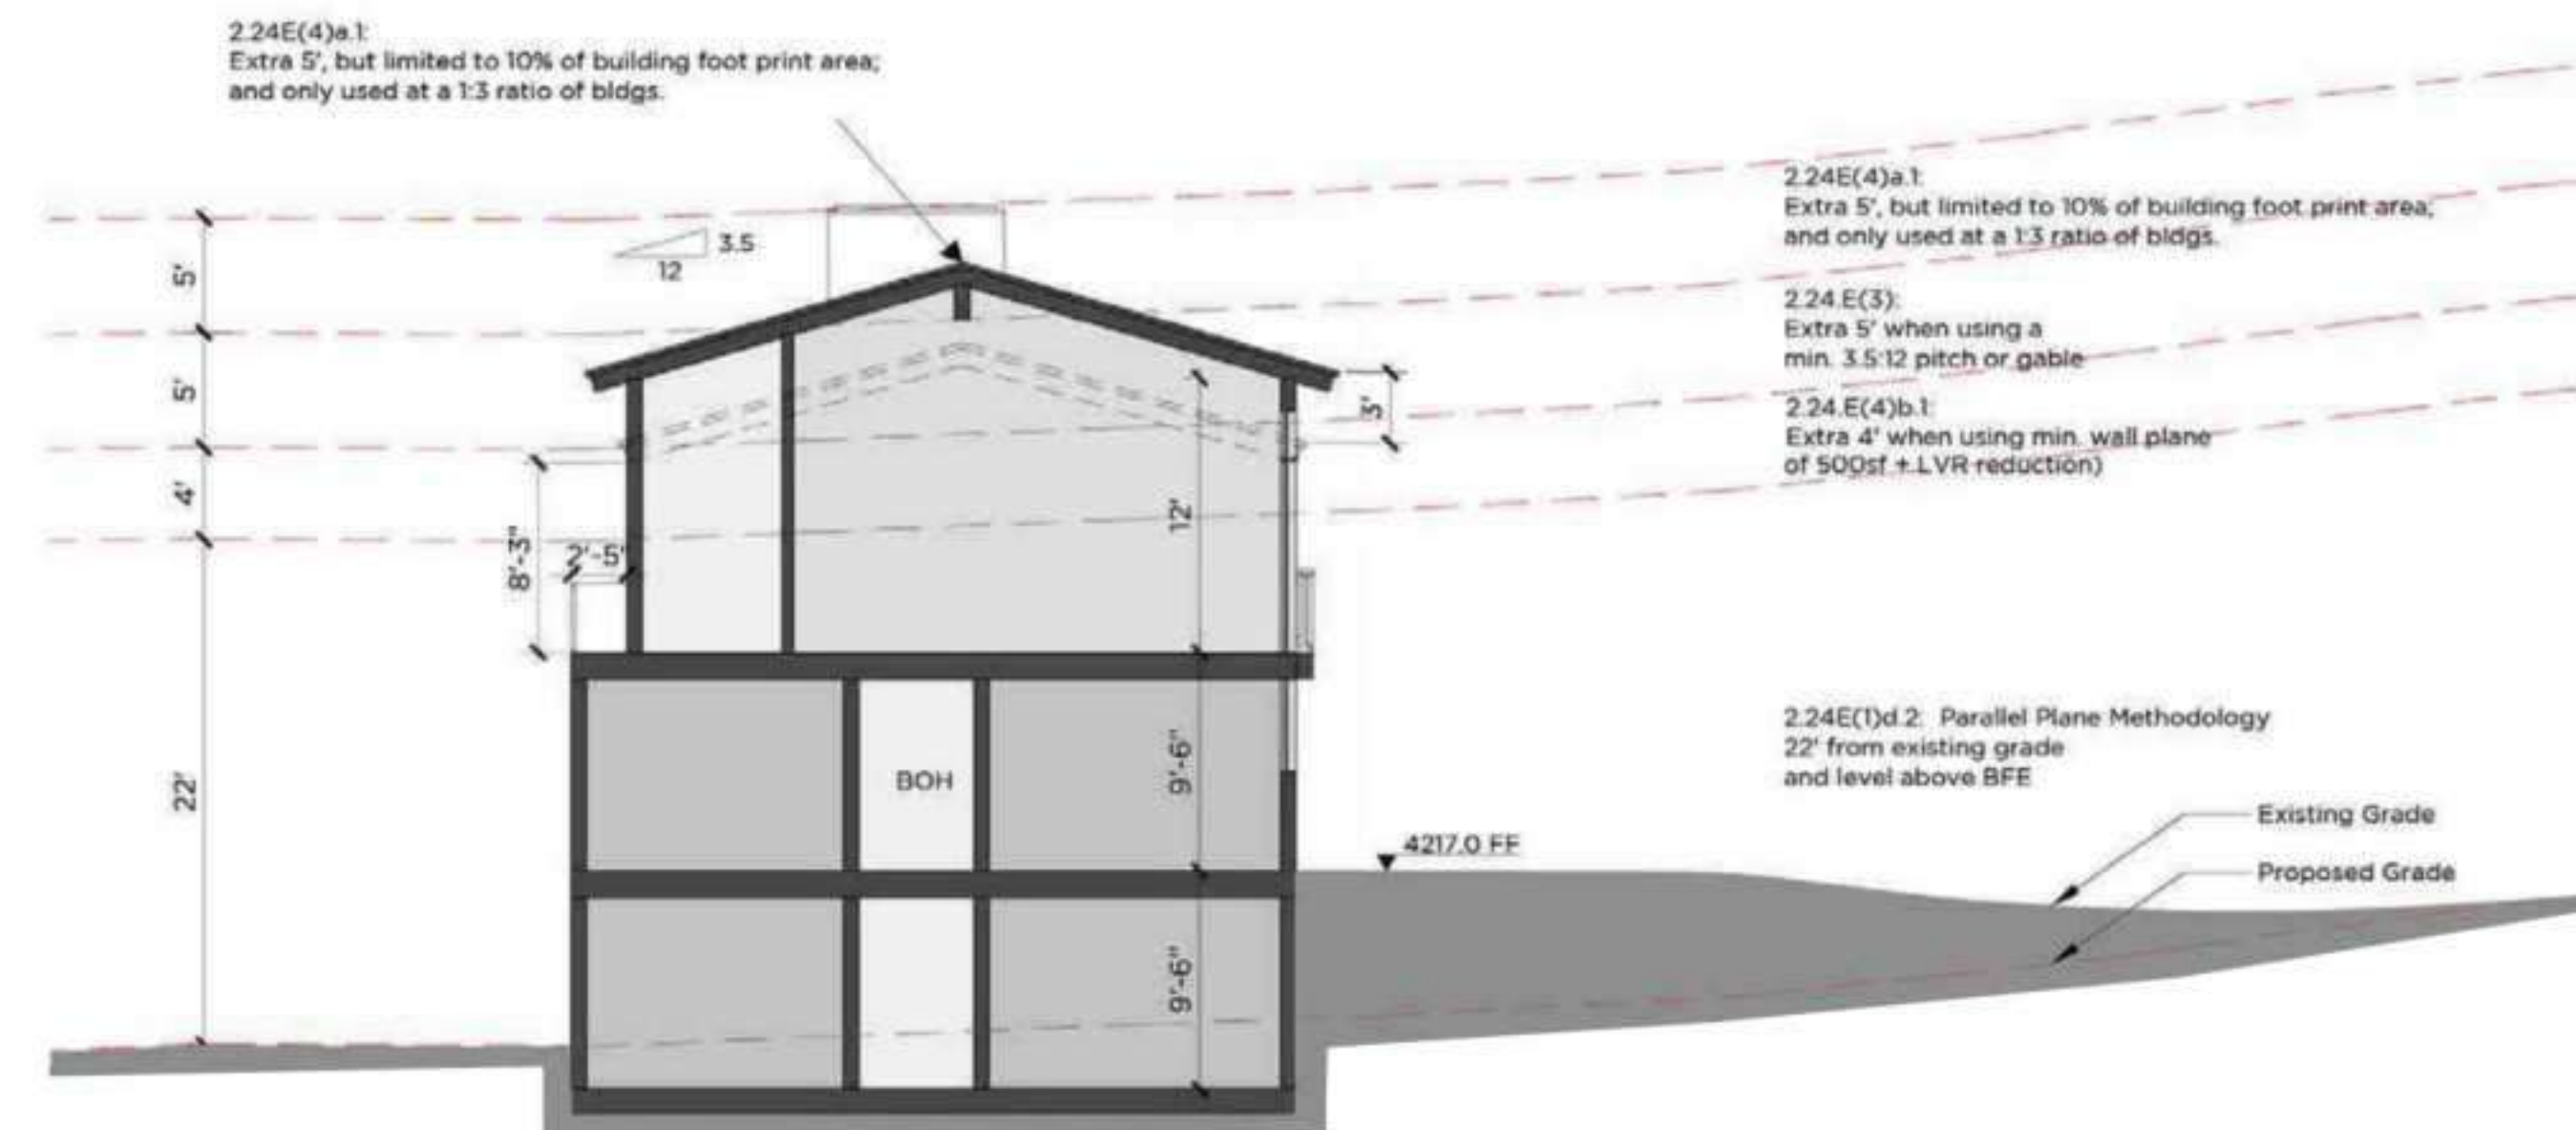 2.24E(4)a.1:
Extra 5', but limited to 10% of building foot print area;
and only used at a 1:3 ratio of bldgs.
3.5
12
5'
5'
4'
22'
8'-3"
2'-5"
3'
12'
9'-6"
9'-6"
BOH
2.24E(4)a.1:
Extra 5', but limited to 10% of building foot print area;
and only used at a 1:3 ratio of bldgs.
2.24.E(3):
Extra 5' when using a
min. 3.5:12 pitch or gable
2.24.E(4)b.1:
Extra 4' when using min. wall plane
of 500sf + LVR reduction)
2.24E(1)d.2: Parallel Plane Methodology
22' from existing grade
and level above BFE
4217.0 FF
Existing Grade
Proposed Grade